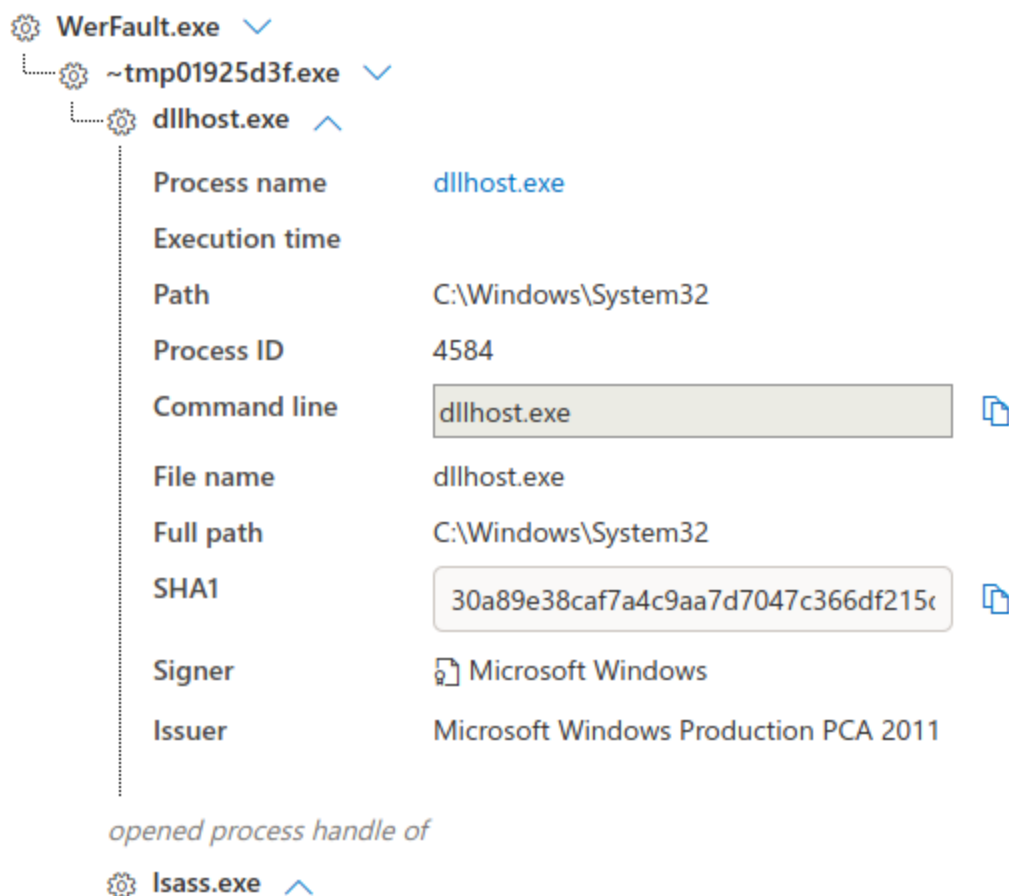 WerFault.exe
~tmp01925d3f.exe
dllhost.exe
Process name dllhost.exe
Execution time
Path C:\Windows\System32
Process ID 4584
Command line dllhost.exe
File name dllhost.exe
Full path C:\Windows\System32
SHA1 30a89e38caf7a4c9aa7d7047c366df215
Signer Microsoft Windows
Issuer Microsoft Windows Production PCA 2011
opened process handle of
lsass.exe